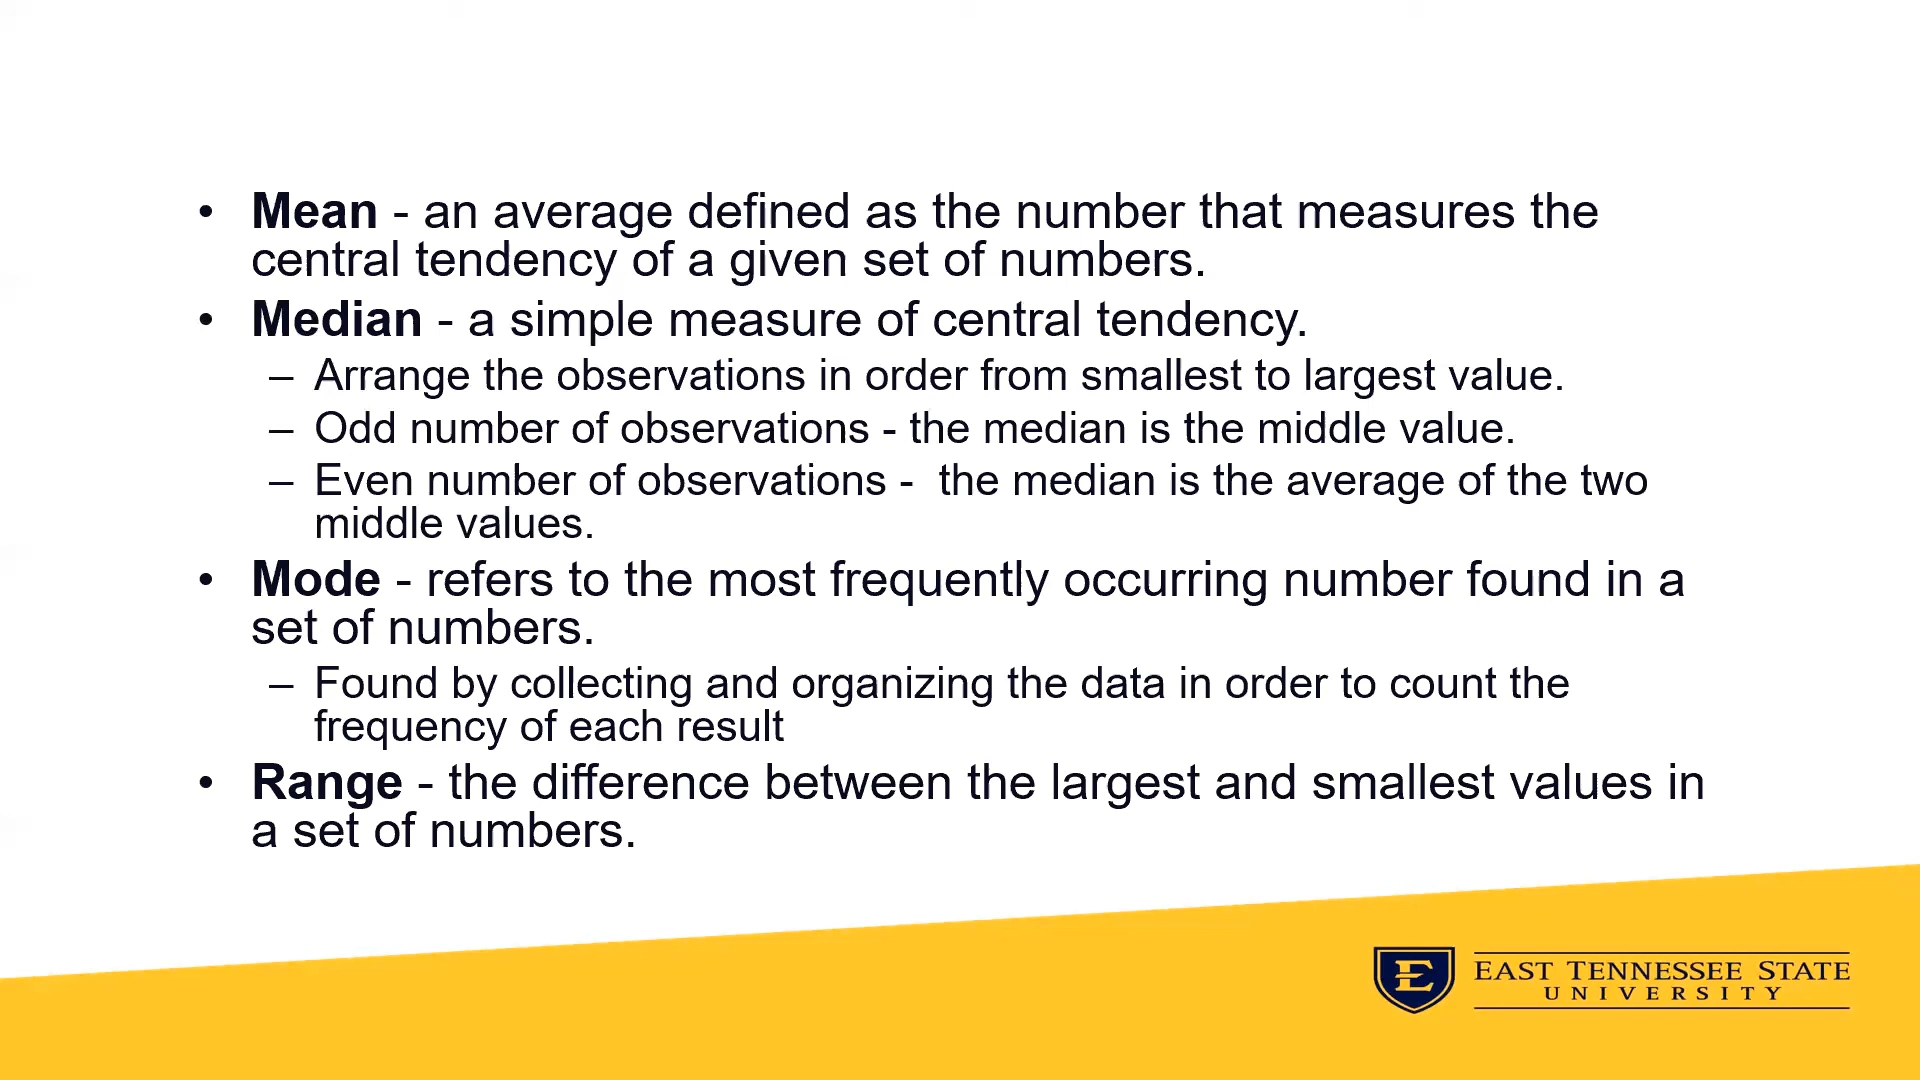 • Mean - an average defined as the number that measures the
central tendency of a given set of numbers.
• Median - a simple measure of central tendency.
– Arrange the observations in order from smallest to largest value.
– Odd number of observations - the median is the middle value.
– Even number of observations -  the median is the average of the two
middle values.
• Mode - refers to the most frequently occurring number found in a
set of numbers.
– Found by collecting and organizing the data in order to count the
frequency of each result
• Range - the difference between the largest and smallest values in
a set of numbers.
E
EAST TENNESSEE STATE
UNIVERSITY